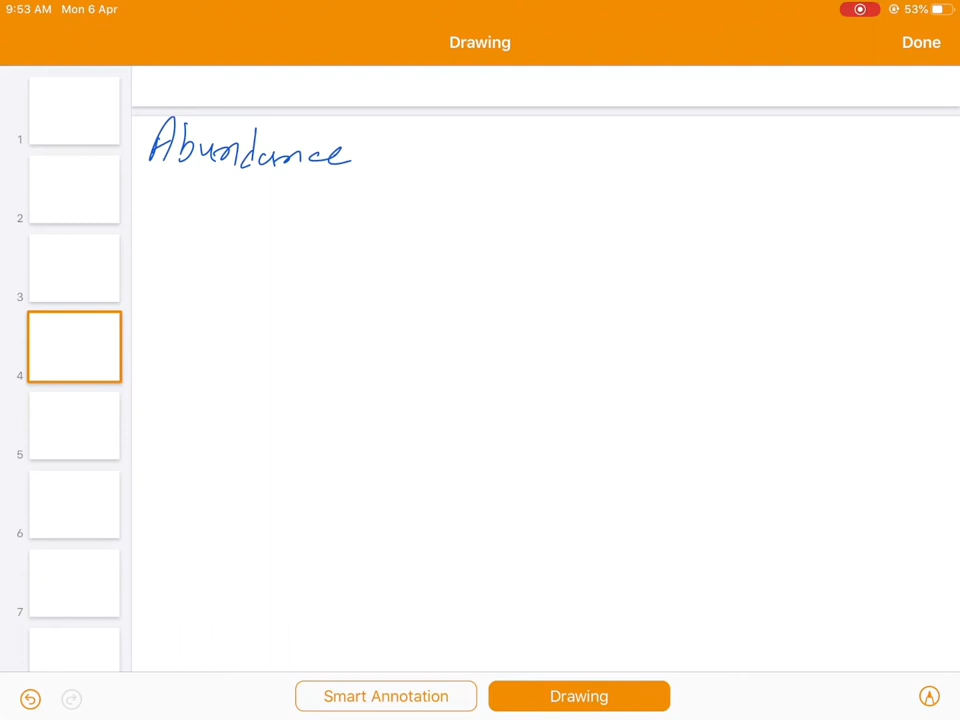 9:53 AM Mon 6 Apr
53%
Drawing
Done
Abundance
1
2
3
4
5
6
7
Smart Annotation
Drawing